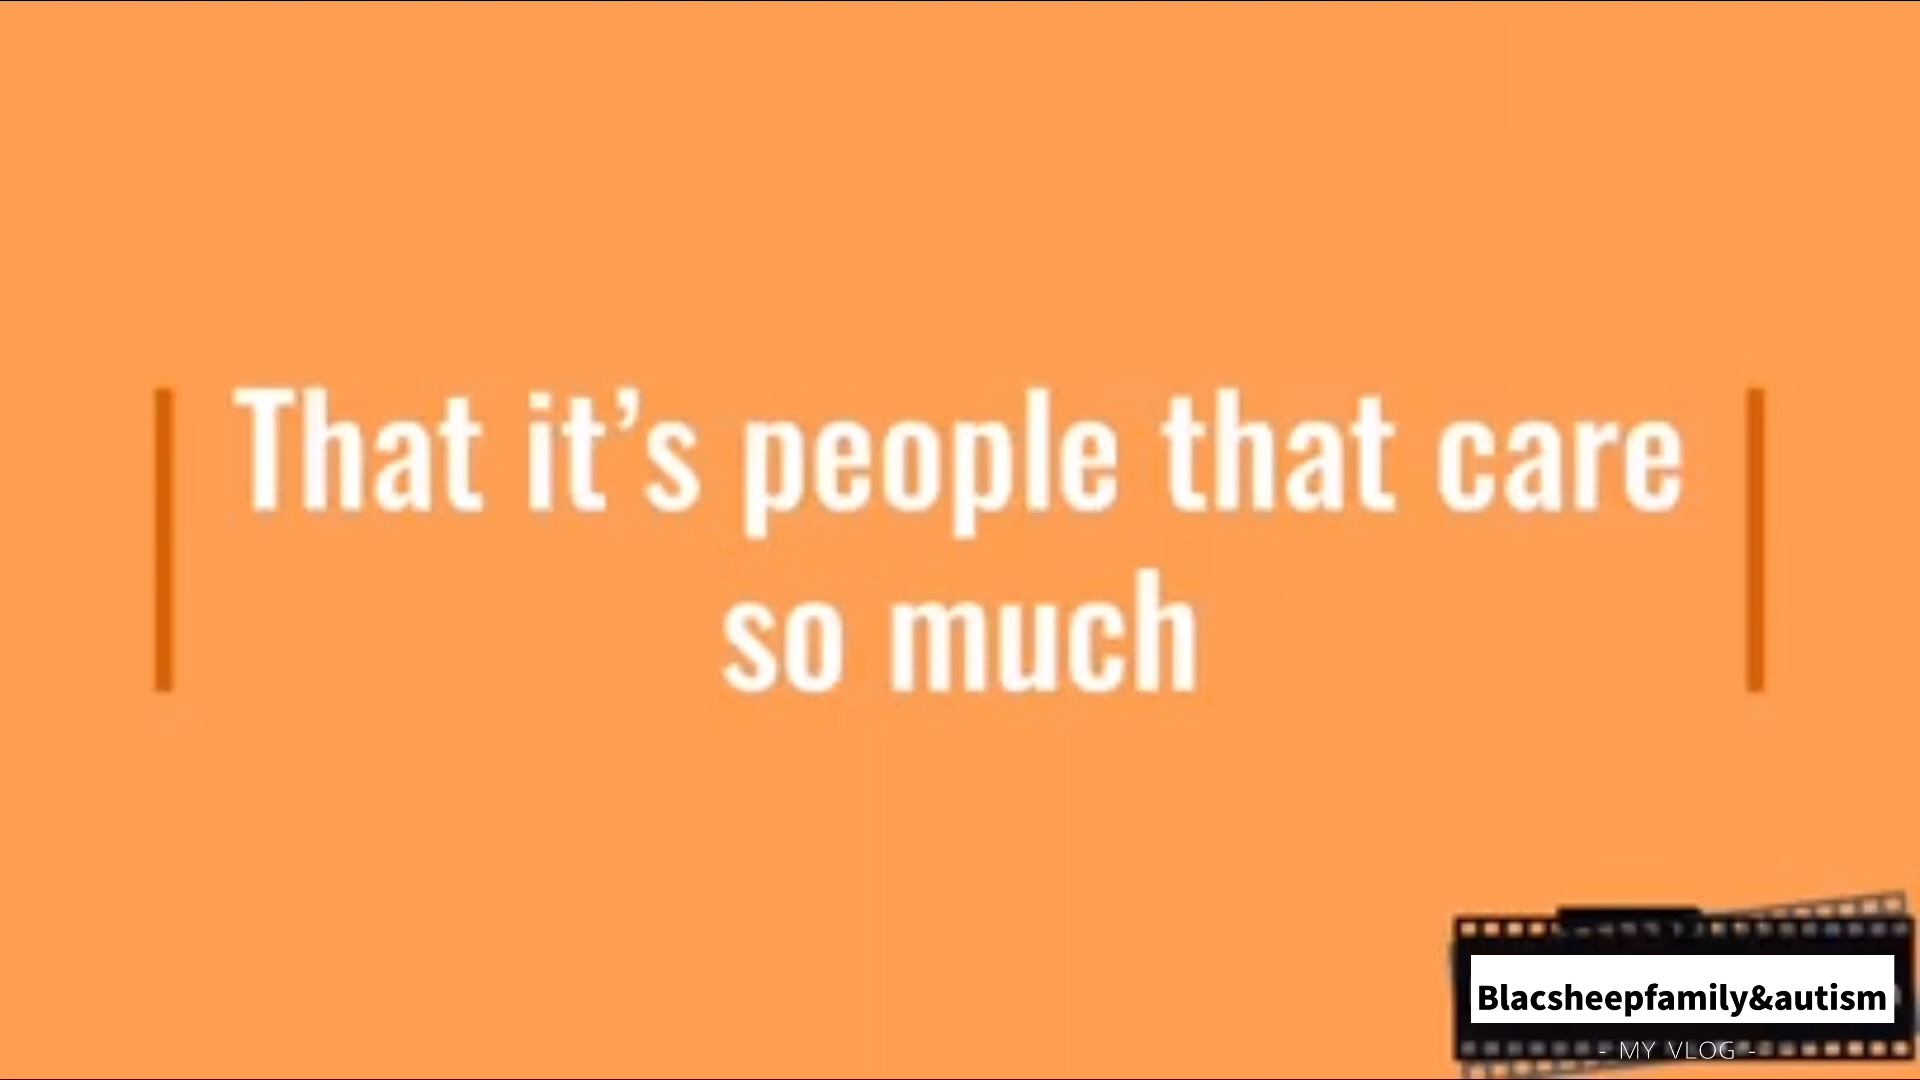 That it’s people that care
so much
Blacsheepfamily&autism
- MY VLOG -